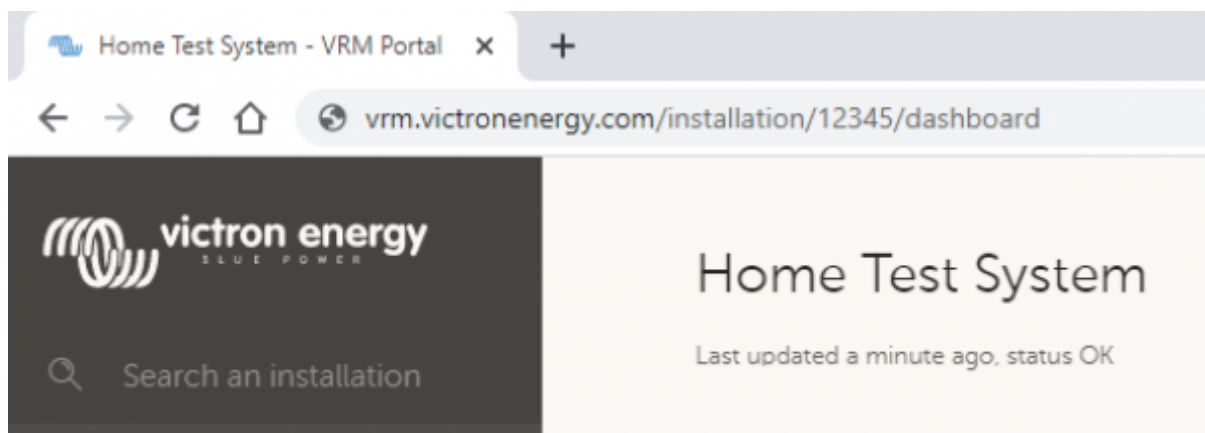 Home Test System - VRM Portal
vrm.victronenergy.com/installation/12345/dashboard
victron energy
BLUE POWER
Home Test System
Last updated a minute ago, status OK
Search an installation